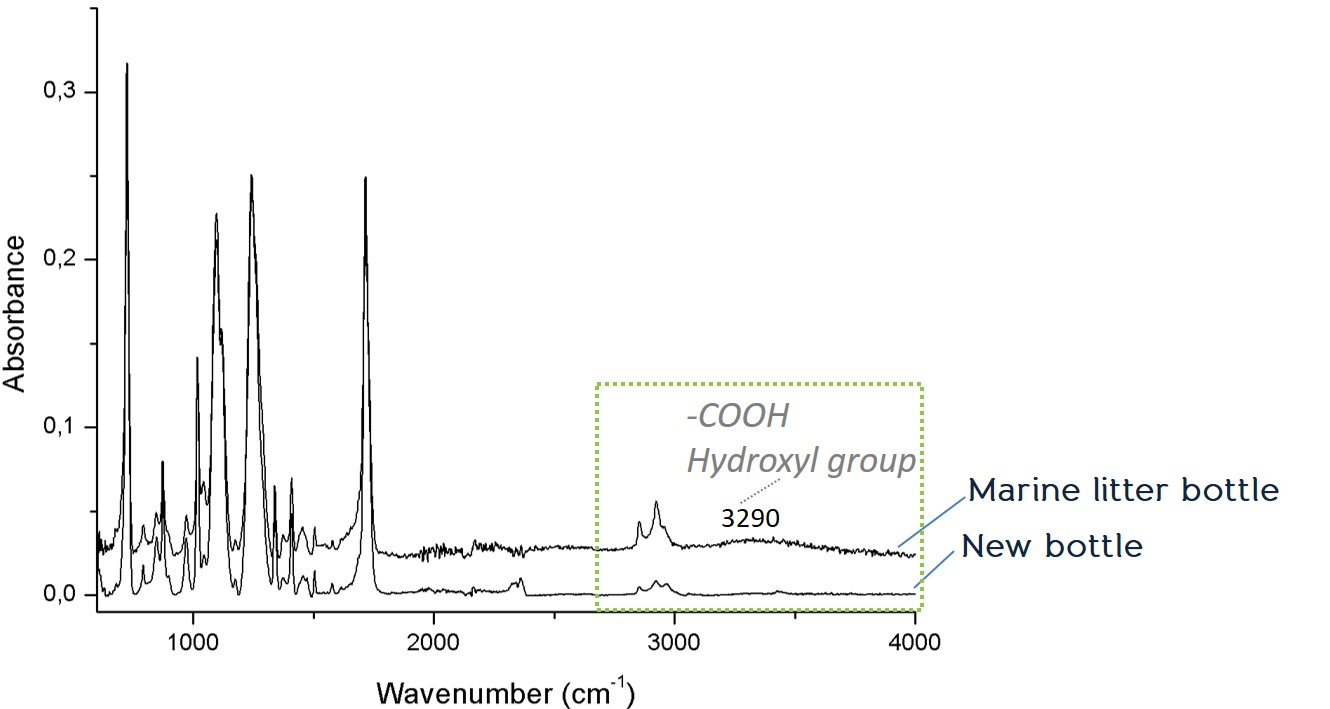 Absorbance
0,3
0,2
0,1
0,0
-COOH
Hydroxyl group
3290
Marine litter bottle
New bottle
1000 2000 3000 4000
Wavenumber (cm⁻¹)